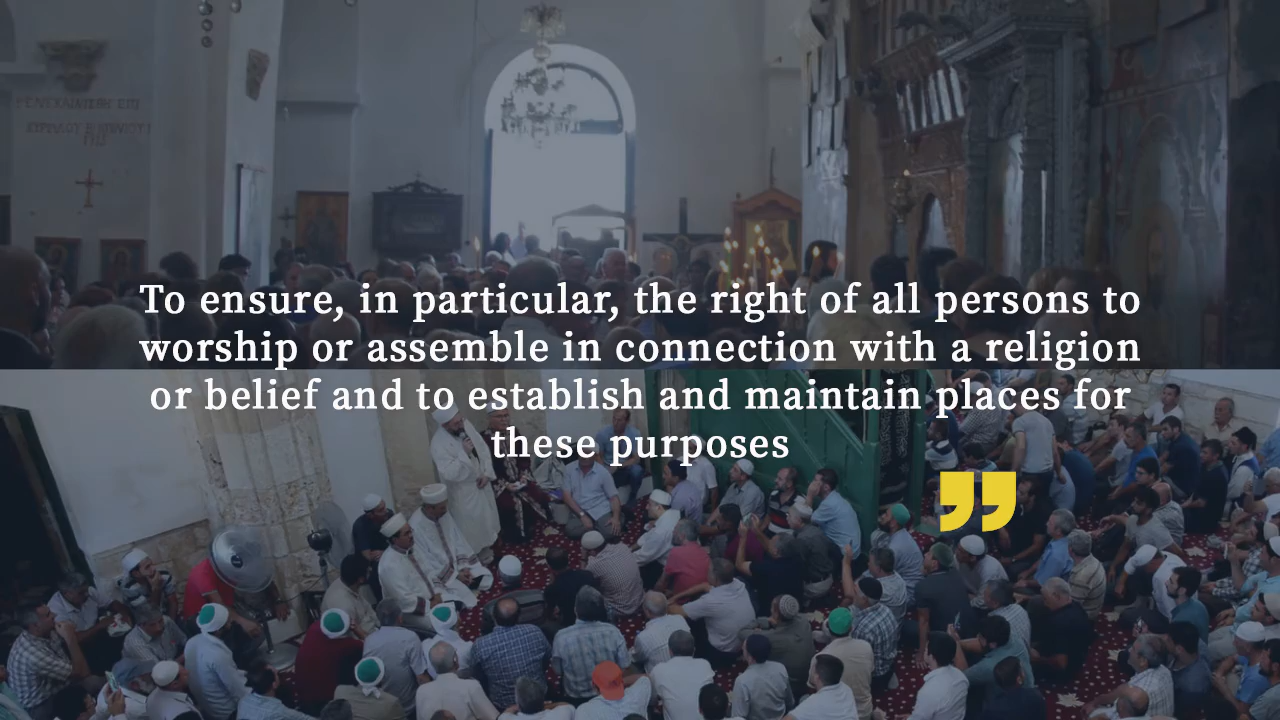 To ensure, in particular, the right of all persons to
worship or assemble in connection with a religion
or belief and to establish and maintain places for
these purposes
”